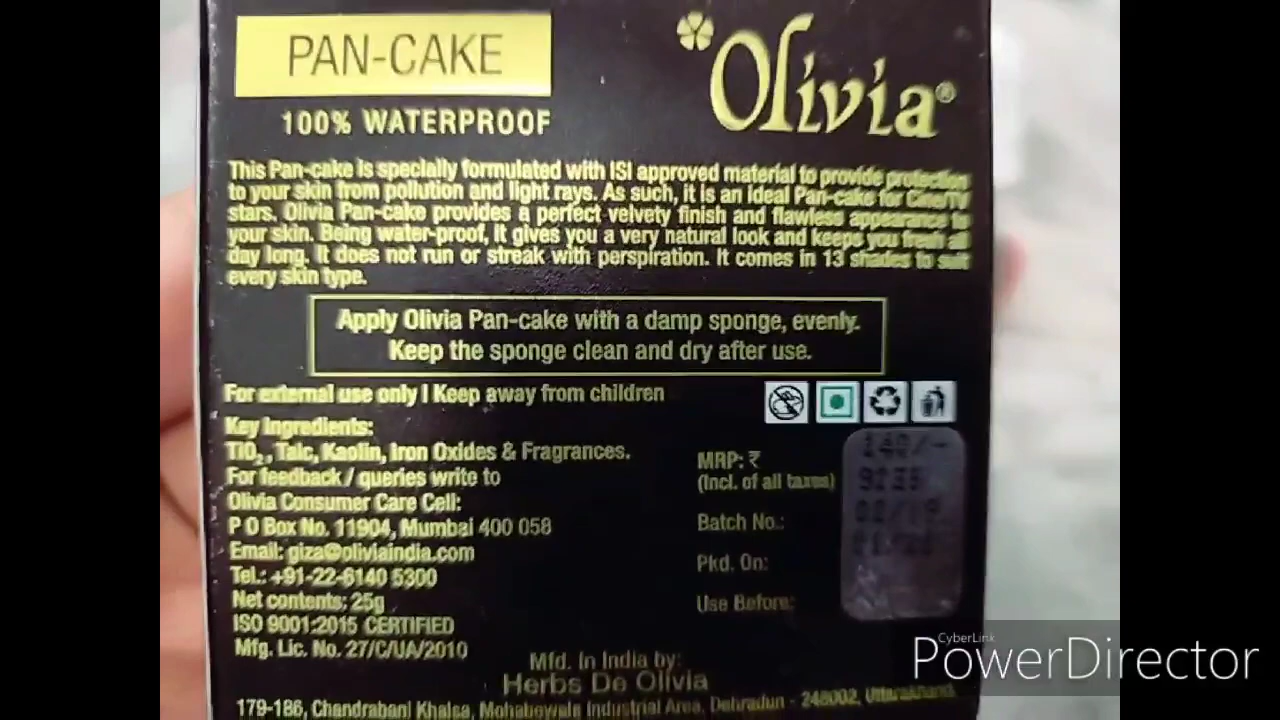 PAN-CAKE
Olivia®
100% WATERPROOF
This Pan-cake is specially formulated with ISI approved material to provide protection
to your skin from pollution and light rays. As such, it is an ideal Pan-cake for Cine/TV
stars. Olivia Pan-cake provides a perfect velvety finish and flawless appearance to
your skin. Being water-proof, it gives you a very natural look and keeps you fresh all
day long. It does not run or streak with perspiration. It comes in 13 shades to suit
every skin type.
Apply Olivia Pan-cake with a damp sponge, evenly.
Keep the sponge clean and dry after use.
For external use only | Keep away from children
Key Ingredients:
TiO₂, Talc, Kaolin, Iron Oxides & Fragrances.
For feedback / queries write to
Olivia Consumer Care Cell:
P O Box No. 11904, Mumbai 400 058
Email: giza@oliviaindia.com
Tel.: +91-22-6140 5300
Net contents: 25g
ISO 9001:2015 CERTIFIED
Mfg. Lic. No. 27/C/UA/2010
MRP: ₹ 140/-
(Incl. of all taxes)
Batch No.:
Pkd. On:
Use Before:
Mfd. In India by:
Herbs De Olivia
179-186, Chandrabani Khalsa, Mohabewala Industrial Area, Dehradun - 248002, Uttarakhand.
CyberLink
PowerDirector